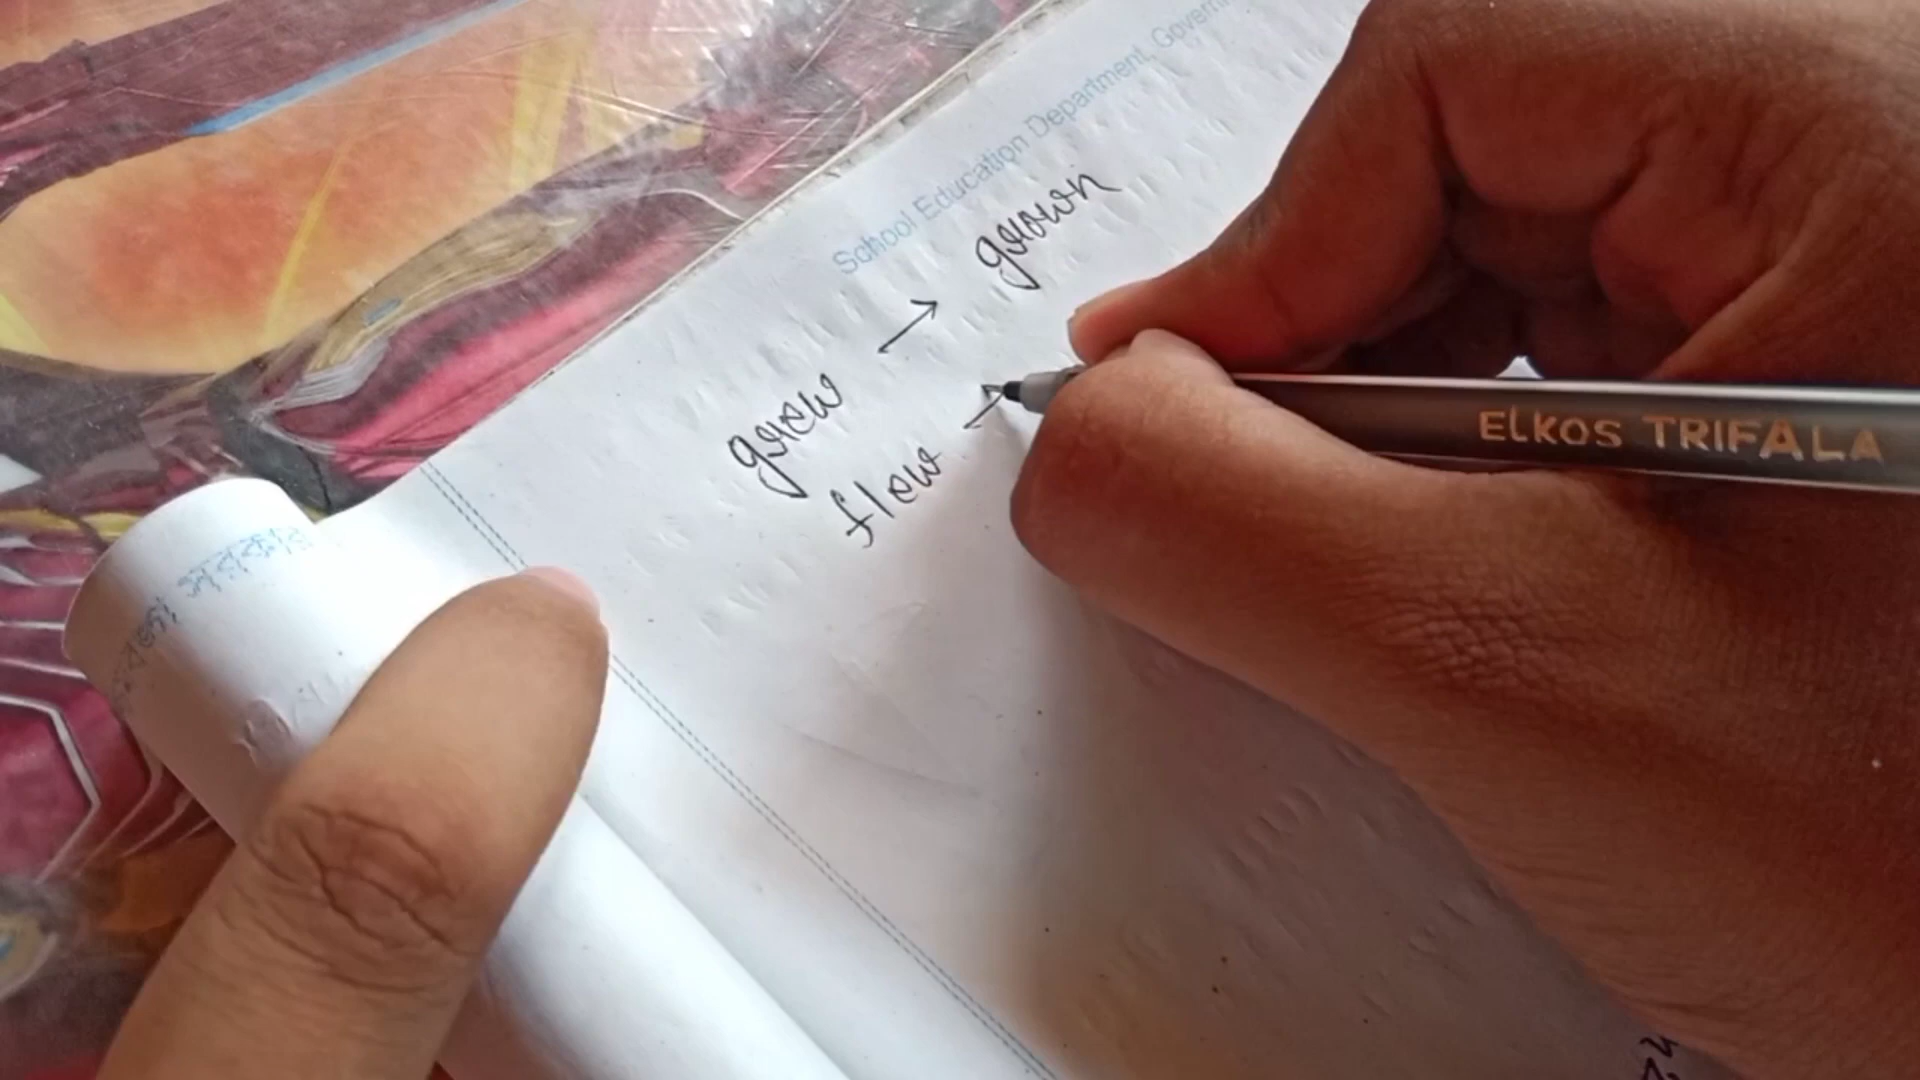 School Education Department, Govern
grew → grown
flew →
ELKOS TRIFALA